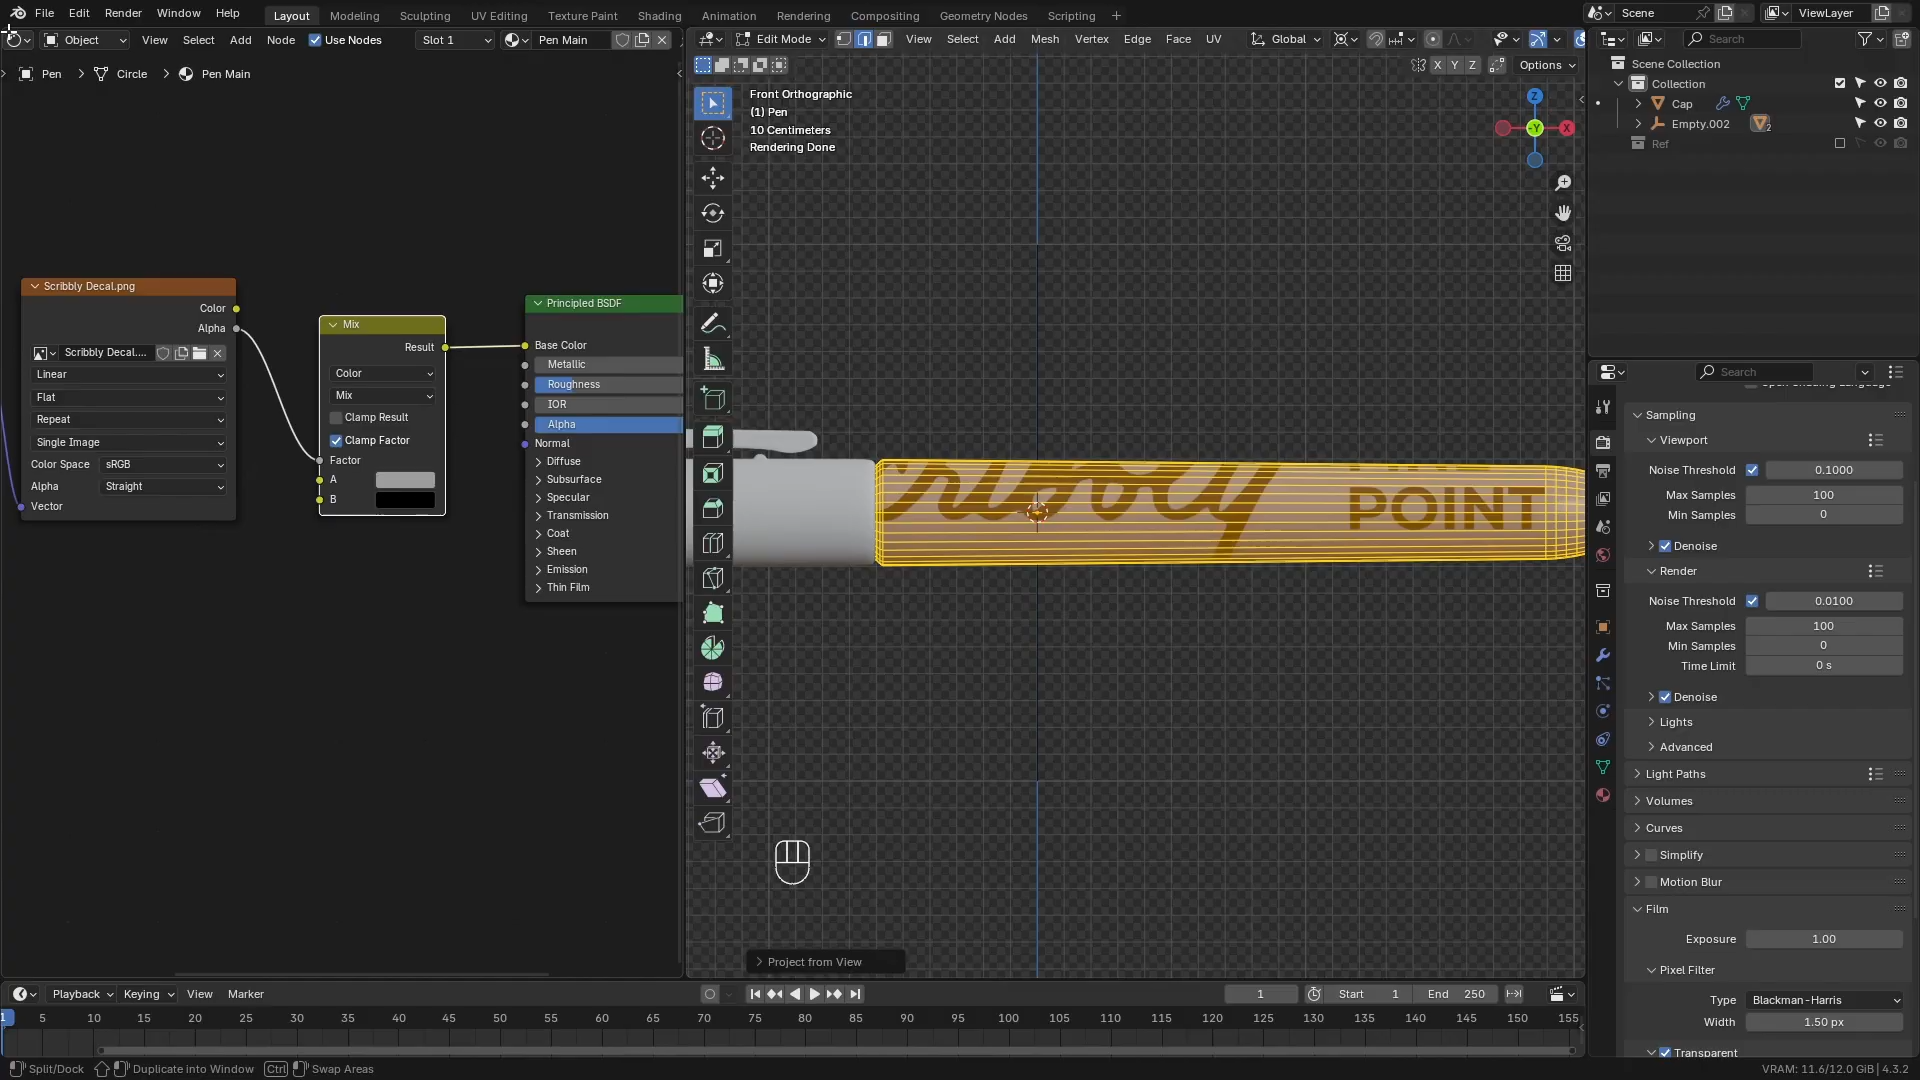 File Edit Render Window Help Layout Modeling Sculpting UV Editing Texture Paint Shading Animation Rendering Compositing Geometry Nodes Scripting Scene ViewLayer
Object View Select Add Node Use Nodes Slot 1 Pen Main Edit Mode View Select Add Mesh Vertex Edge Face UV Global Search
X Y Z Options
Pen Circle Pen Main
Front Orthographic
(1) Pen
10 Centimeters
Rendering Done
Z
-Y
X
Scene Collection
Collection
Cap
Empty.002 2
Ref
Scribbly Decal.png
Color
Alpha
Scribbly Decal....
Linear
Flat
Repeat
Single Image
Color Space sRGB
Alpha Straight
Vector
Mix
Result
Color
Mix
Clamp Result
Clamp Factor
Factor
A
B
Principled BSDF
Base Color
Metallic
Roughness
IOR
Alpha
Normal
Diffuse
Subsurface
Specular
Transmission
Coat
Sheen
Emission
Thin Film
POINT
Project from View
Search
Sampling
Viewport
Noise Threshold 0.1000
Max Samples 100
Min Samples 0
Denoise
Render
Noise Threshold 0.0100
Max Samples 100
Min Samples 0
Time Limit 0 s
Denoise
Lights
Advanced
Light Paths
Volumes
Curves
Simplify
Motion Blur
Film
Exposure 1.00
Pixel Filter
Type Blackman-Harris
Width 1.50 px
Transparent
Playback Keying View Marker 1 Start 1 End 250
1 5 10 15 20 25 30 35 40 45 50 55 60 65 70 75 80 85 90 95 100 105 110 115 120 125 130 135 140 145 150 155
Split/Dock Duplicate into Window Ctrl Swap Areas VRAM: 11.6/12.0 GiB | 4.3.2